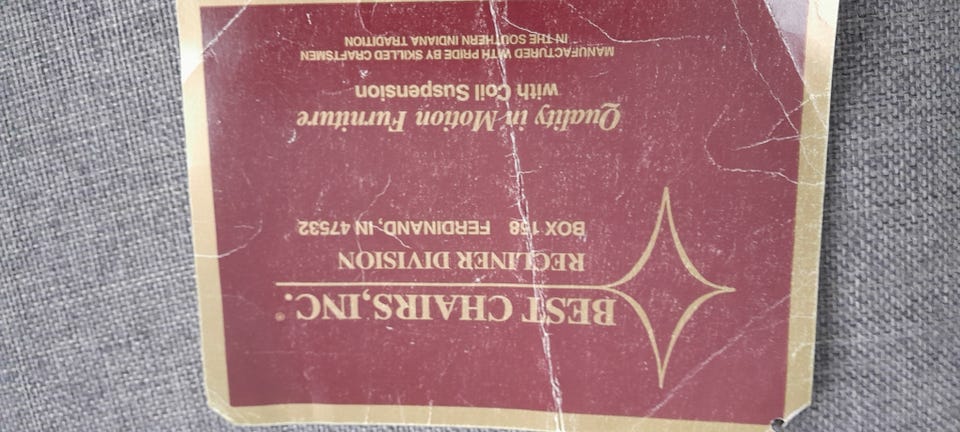 BEST CHAIRS, INC.®
RECLINER DIVISION
BOX 158 FERDINAND, IN 47532
Quality in Motion Furniture
with Coil Suspension
MANUFACTURED WITH PRIDE BY SKILLED CRAFTSMEN
IN THE SOUTHERN INDIANA TRADITION